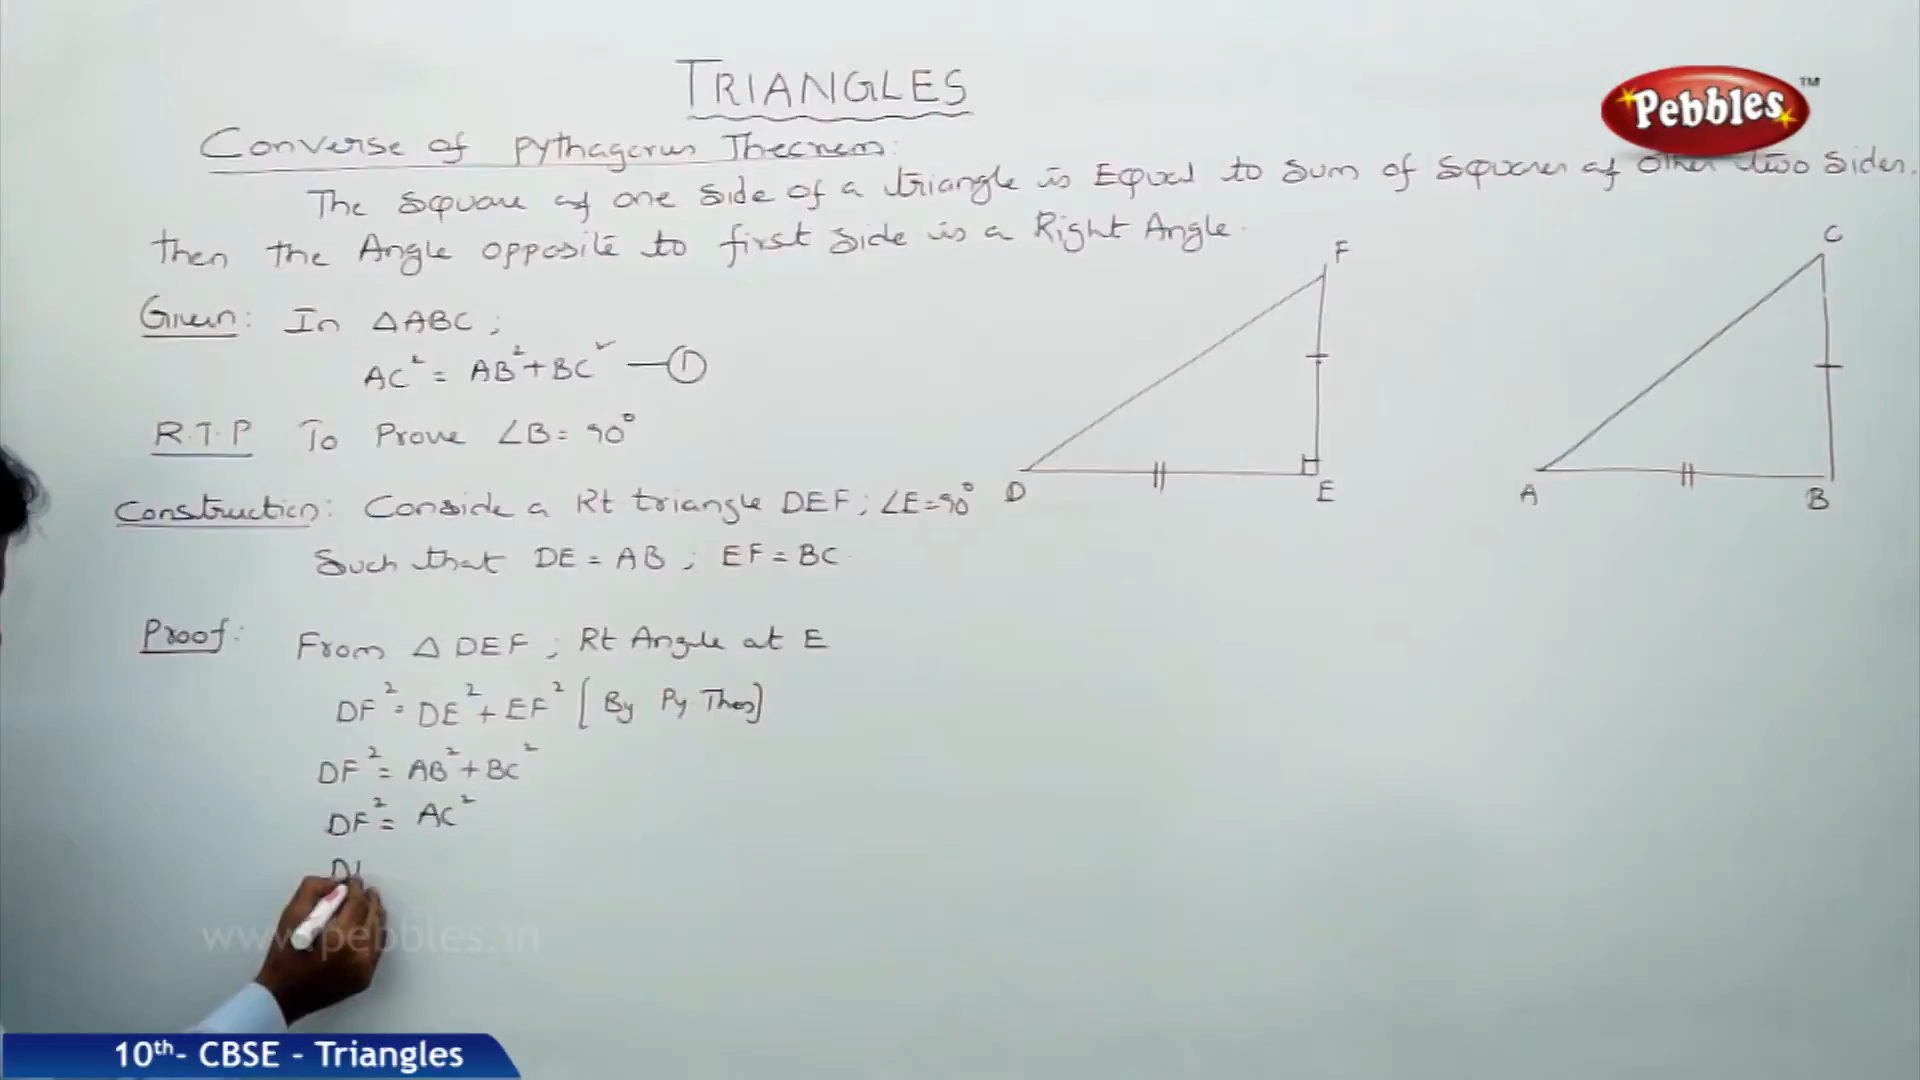 TRIANGLES
Pebbles™
Converse of Pythagorus Theorem:
The square of one side of a triangle is Equal to sum of squares of other two sides.
then the Angle opposite to first side is a Right Angle.
Given: In △ABC;
AC² = AB² + BC² —①
R.T.P To Prove ∠B = 90°
Construction: Conside a Rt triangle DEF; ∠E=90°
Such that DE = AB; EF = BC
Proof: From △DEF; Rt Angle at E
DF² = DE² + EF² [By Py Theo]
DF² = AB² + BC²
DF² = AC²
F
D
E
C
A
B
www.pebbles.in
10th- CBSE - Triangles